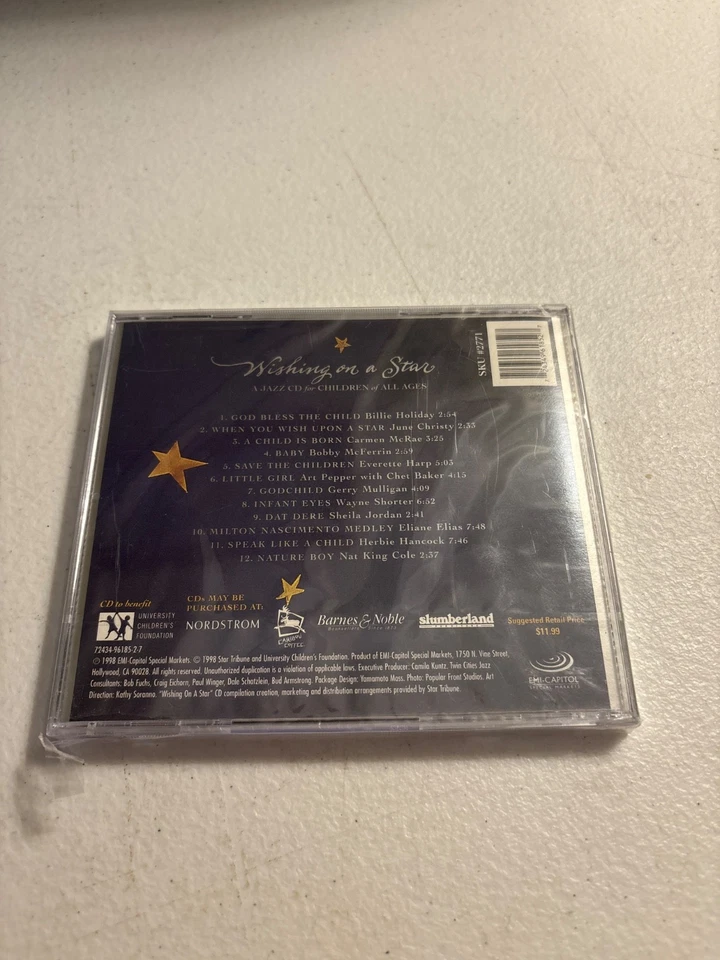 Wishing on a Star
A JAZZ CD for CHILDREN of ALL AGES
SKU #2771
1. GOD BLESS THE CHILD Billie Holiday 2:54
2. WHEN YOU WISH UPON A STAR June Christy 2:33
3. A CHILD IS BORN Carmen McRae 3:25
4. BABY Bobby McFerrin 2:59
5. SAVE THE CHILDREN Everette Harp 5:03
6. LITTLE GIRL Art Pepper with Chet Baker 4:15
7. GODCHILD Gerry Mulligan 4:09
8. INFANT EYES Wayne Shorter 6:52
9. DAT DERE Sheila Jordan 2:41
10. MILTON NASCIMENTO MEDLEY Eliane Elias 7:48
11. SPEAK LIKE A CHILD Herbie Hancock 7:46
12. NATURE BOY Nat King Cole 2:37
CD to benefit
UNIVERSITY
CHILDREN'S
FOUNDATION
CDs MAY BE
PURCHASED AT:
NORDSTROM
CARIBOU
COFFEE
Barnes & Noble
slumberland
Suggested Retail Price
$11.99
72434-96185-2-7
℗ 1998 EMI-Capitol Special Markets. © 1998 Star Tribune and University Children's Foundation. Product of EMI-Capitol Special Markets, 1750 N. Vine Street,
Hollywood, CA 90028. All rights reserved. Unauthorized duplication is a violation of applicable laws. Executive Producer: Camila Kuntz. Twin Cities Jazz
Consultants: Bob Fuchs, Craig Eichorn, Paul Winger, Dale Schatzlein, Bud Armstrong. Package Design: Yamamoto Moss. Photo: Popular Front Studios. Art
Direction: Kathy Soranno. "Wishing On A Star" CD compilation creation, marketing and distribution arrangements provided by Star Tribune.
EMI-CAPITOL
SPECIAL MARKETS